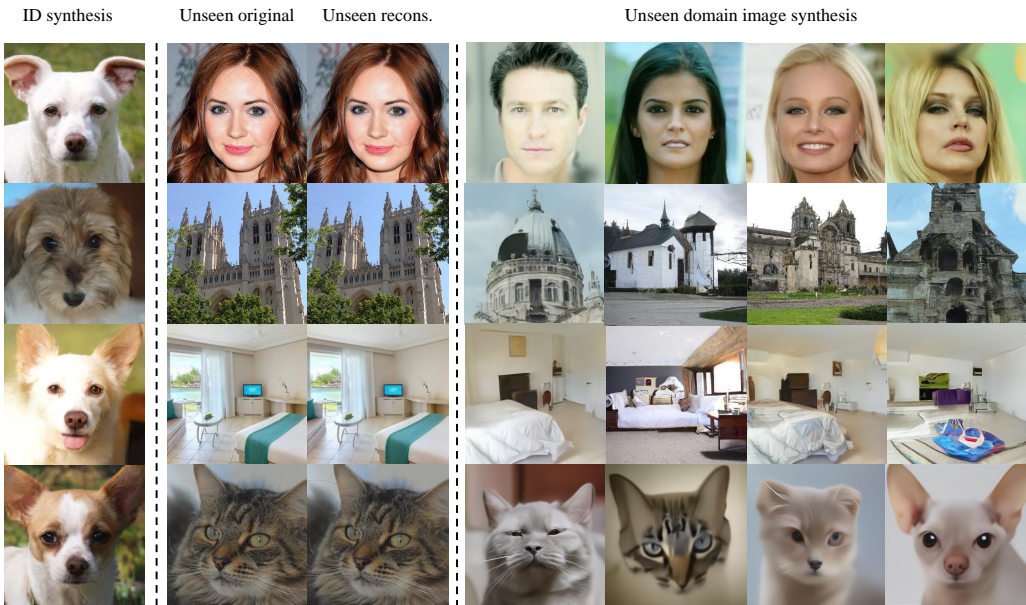 ID synthesis
Unseen original
Unseen recons.
Unseen domain image synthesis